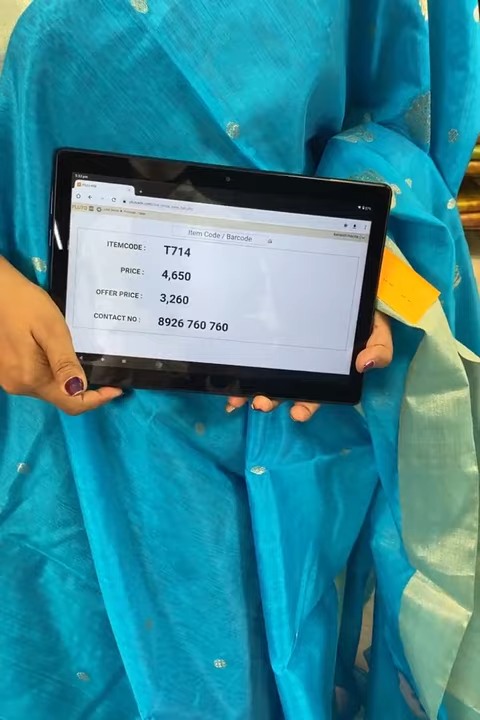 Item Code / Barcode
ITEMCODE : T714
PRICE : 4,650
OFFER PRICE : 3,260
CONTACT NO : 8926 760 760